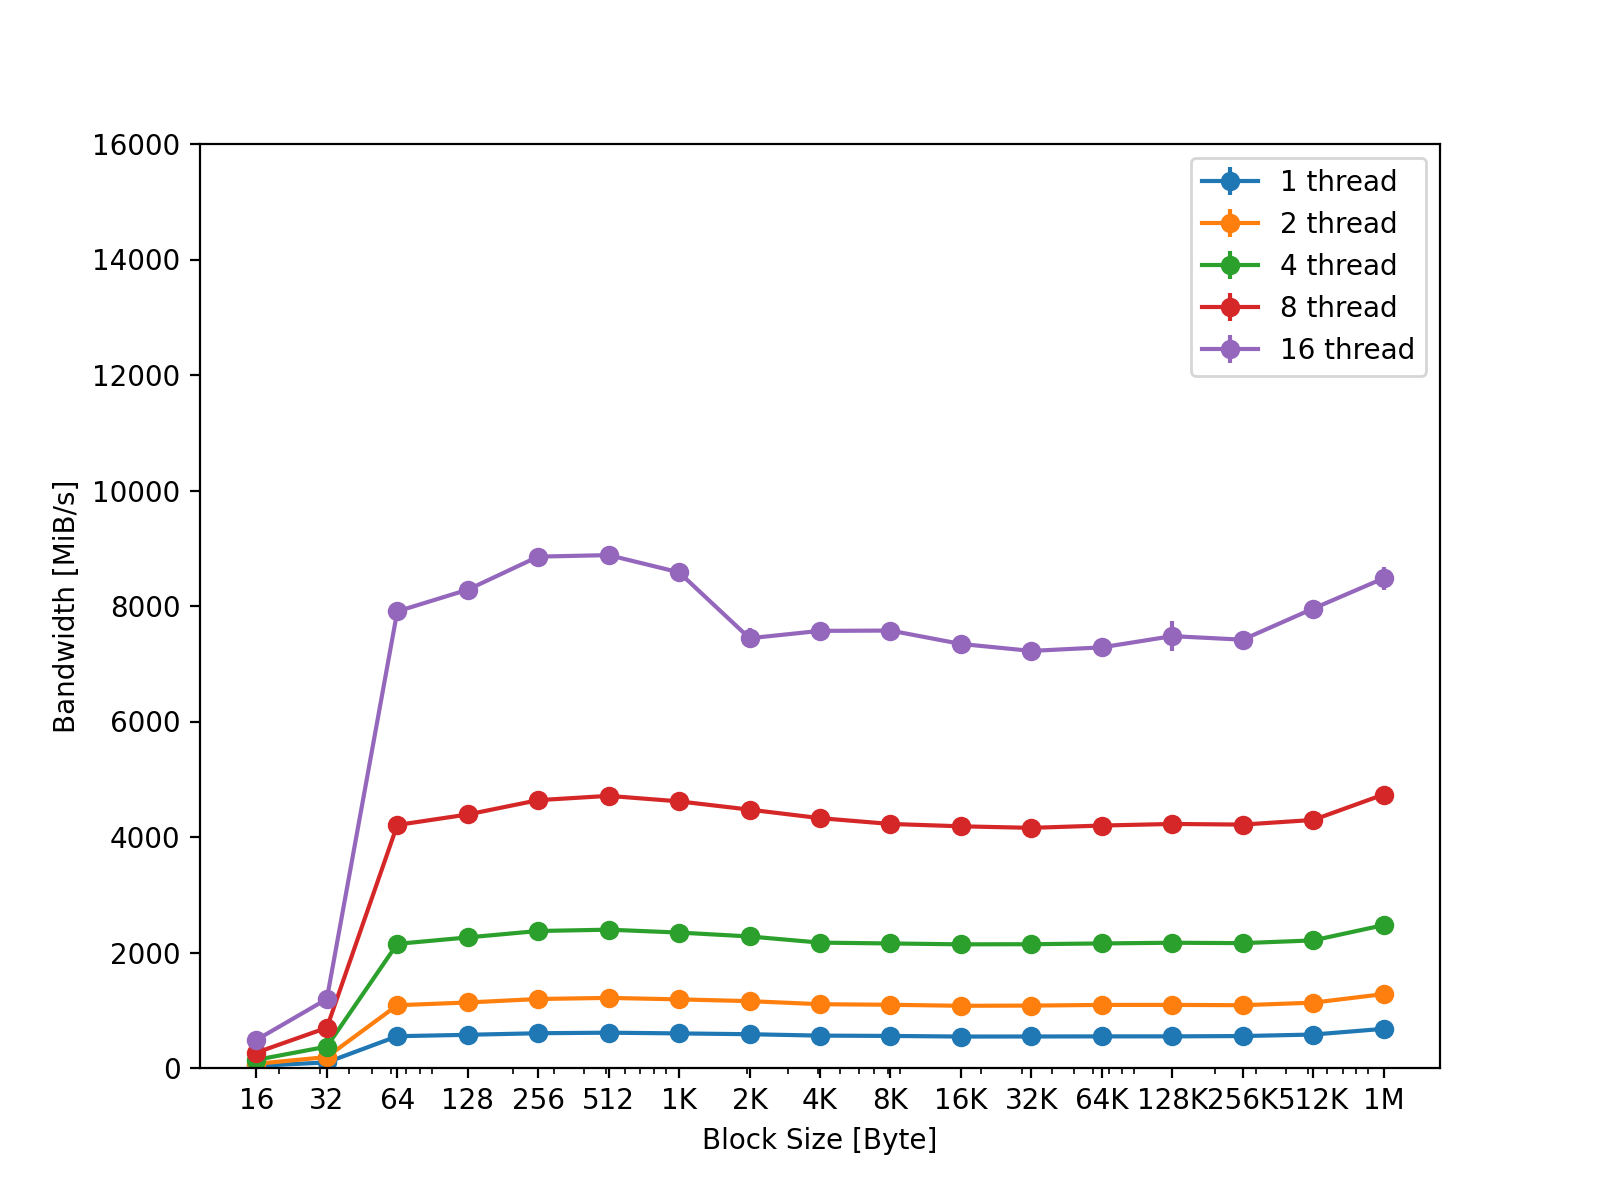 16000
14000
12000
10000
8000
6000
4000
2000
0
Bandwidth [MiB/s]
1 thread
2 thread
4 thread
8 thread
16 thread
16 32 64 128 256 512 1K 2K 4K 8K 16K 32K 64K 128K 256K 512K 1M
Block Size [Byte]